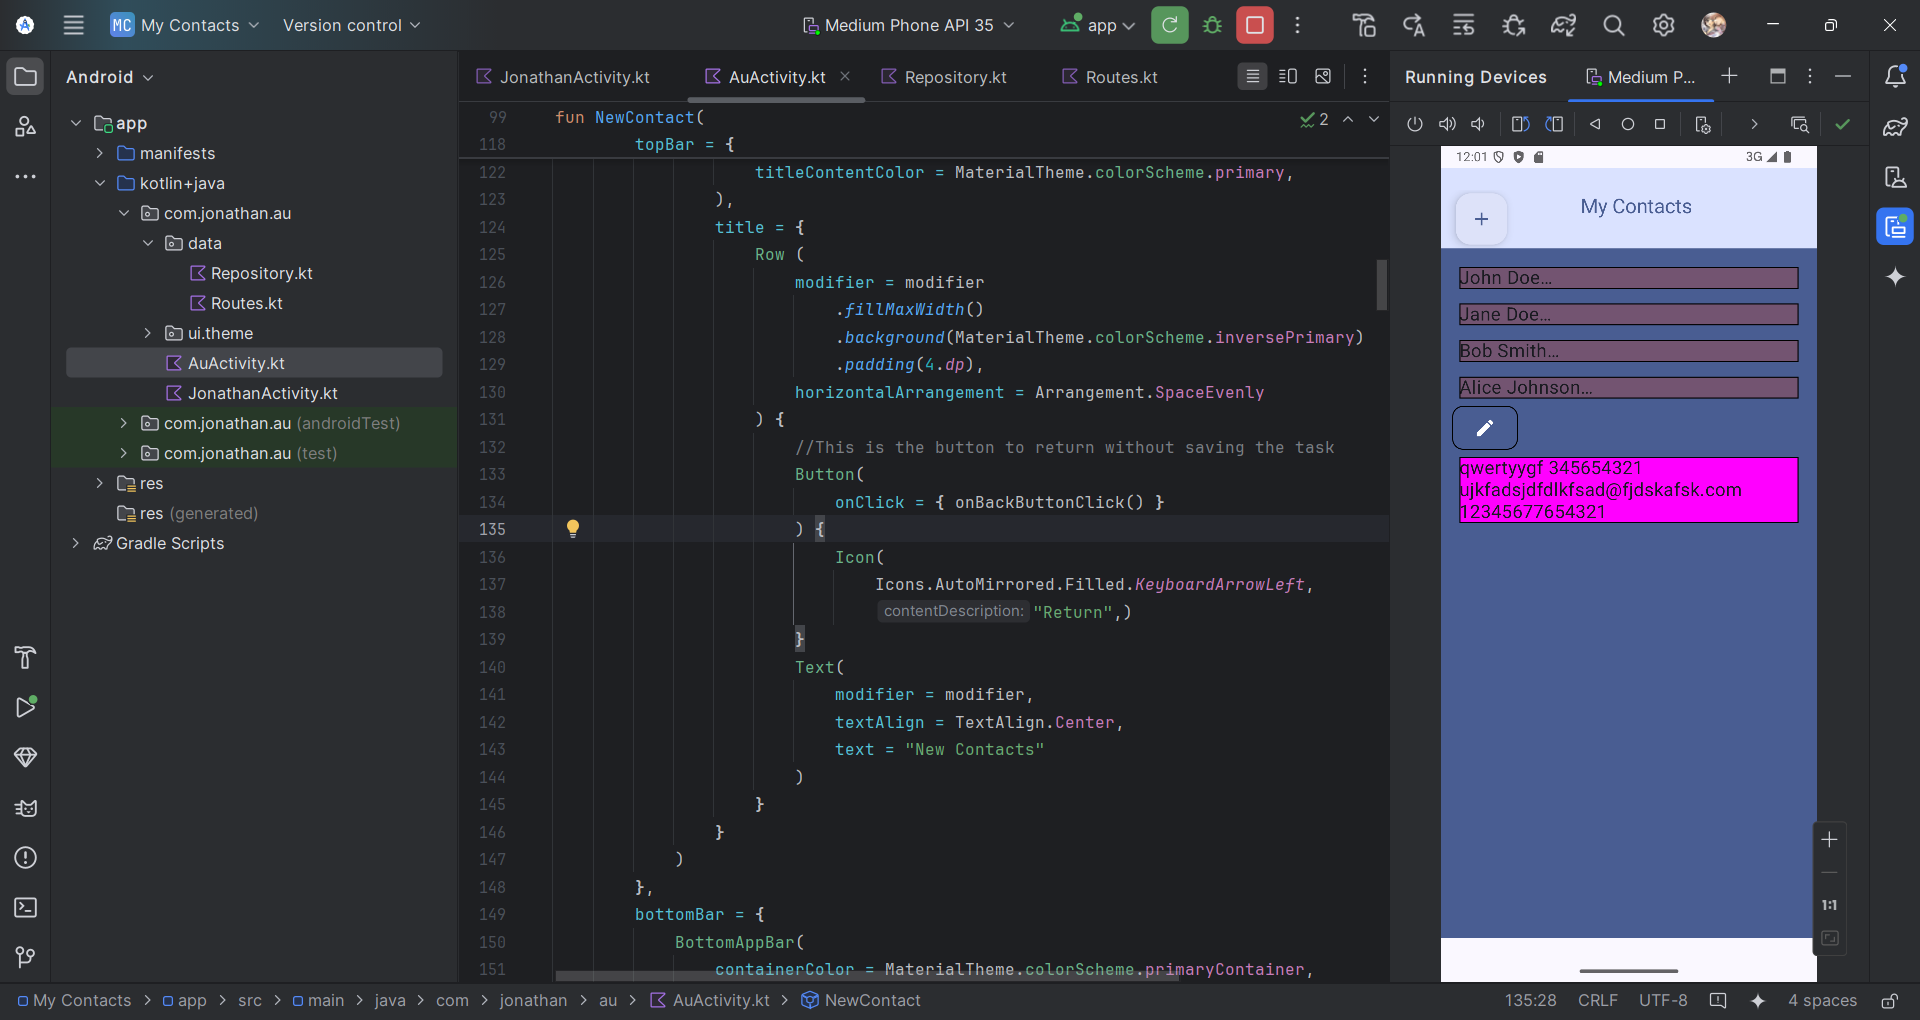 MC My Contacts
Version control
Medium Phone API 35
app
Android
app
manifests
kotlin+java
com.jonathan.au
data
Repository.kt
Routes.kt
ui.theme
AuActivity.kt
JonathanActivity.kt
com.jonathan.au (androidTest)
com.jonathan.au (test)
res
res (generated)
Gradle Scripts
JonathanActivity.kt
AuActivity.kt
Repository.kt
Routes.kt
2
99 fun NewContact(
118 topBar = {
122 titleContentColor = MaterialTheme.colorScheme.primary,
123 ),
124 title = {
125 Row (
126 modifier = modifier
127 .fillMaxWidth()
128 .background(MaterialTheme.colorScheme.inversePrimary)
129 .padding(4.dp),
130 horizontalArrangement = Arrangement.SpaceEvenly
131 ) {
132 //This is the button to return without saving the task
133 Button(
134 onClick = { onBackButtonClick() }
135 ) {
136 Icon(
137 Icons.AutoMirrored.Filled.KeyboardArrowLeft,
138 contentDescription: "Return",)
139 }
140 Text(
141 modifier = modifier,
142 textAlign = TextAlign.Center,
143 text = "New Contacts"
144 )
145 }
146 }
147 )
148 },
149 bottomBar = {
150 BottomAppBar(
151 containerColor = MaterialTheme.colorScheme.primaryContainer,
Running Devices
Medium P...
12:01
3G
+
My Contacts
John Doe...
Jane Doe...
Bob Smith...
Alice Johnson...
qwertyygf 345654321
ujkfadsjdfdlkfsad@fjdskafsk.com
12345677654321
1:1
My Contacts > app > src > main > java > com > jonathan > au > AuActivity.kt > NewContact
135:28
CRLF
UTF-8
4 spaces